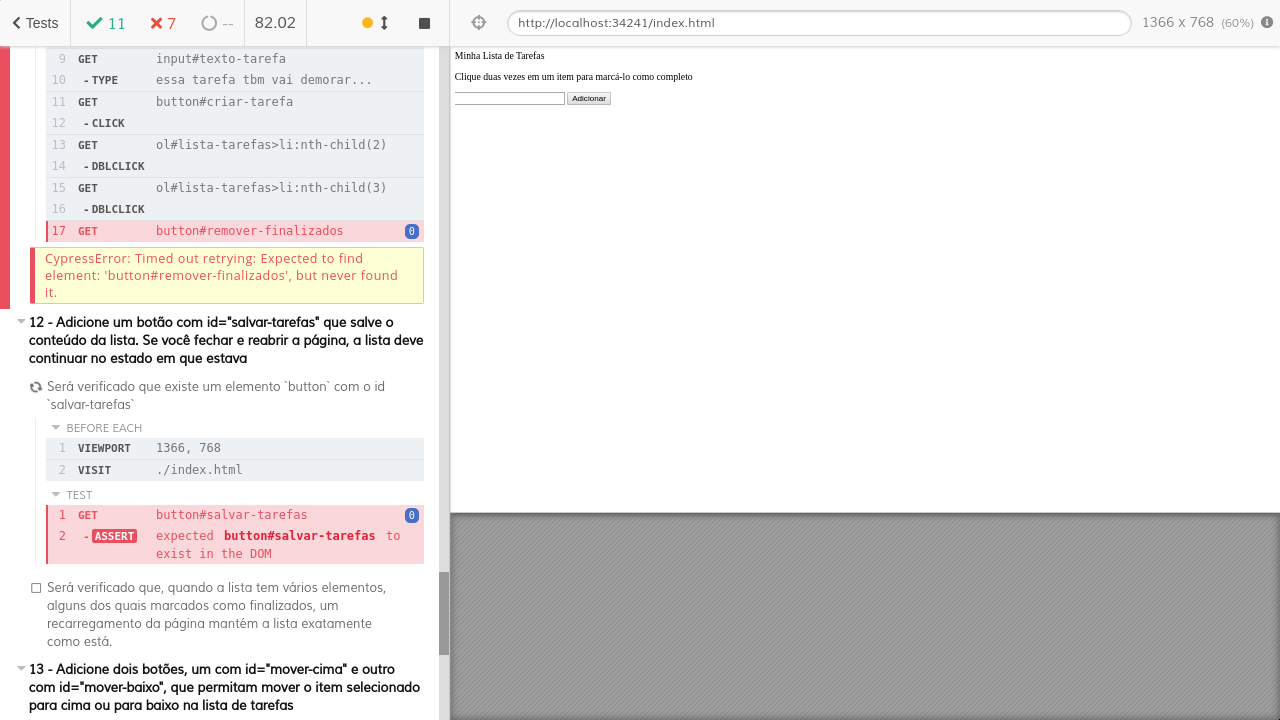 Tests
11
7
--
82.02
http://localhost:34241/index.html
1366 x 768 (60%)
9 GET input#texto-tarefa
10 -TYPE essa tarefa tbm vai demorar...
11 GET button#criar-tarefa
12 -CLICK
13 GET ol#lista-tarefas>li:nth-child(2)
14 -DBLCLICK
15 GET ol#lista-tarefas>li:nth-child(3)
16 -DBLCLICK
17 GET button#remover-finalizados 0
CypressError: Timed out retrying: Expected to find
element: 'button#remover-finalizados', but never found
it.
12 - Adicione um botão com id="salvar-tarefas" que salve o
conteúdo da lista. Se você fechar e reabrir a página, a lista deve
continuar no estado em que estava
Será verificado que existe um elemento `button` com o id
`salvar-tarefas`
BEFORE EACH
1 VIEWPORT 1366, 768
2 VISIT ./index.html
TEST
1 GET button#salvar-tarefas 0
2 -ASSERT expected button#salvar-tarefas to
exist in the DOM
Será verificado que, quando a lista tem vários elementos,
alguns dos quais marcados como finalizados, um
recarregamento da página mantém a lista exatamente
como está.
13 - Adicione dois botões, um com id="mover-cima" e outro
com id="mover-baixo", que permitam mover o item selecionado
para cima ou para baixo na lista de tarefas
Minha Lista de Tarefas
Clique duas vezes em um item para marcá-lo como completo
Adicionar